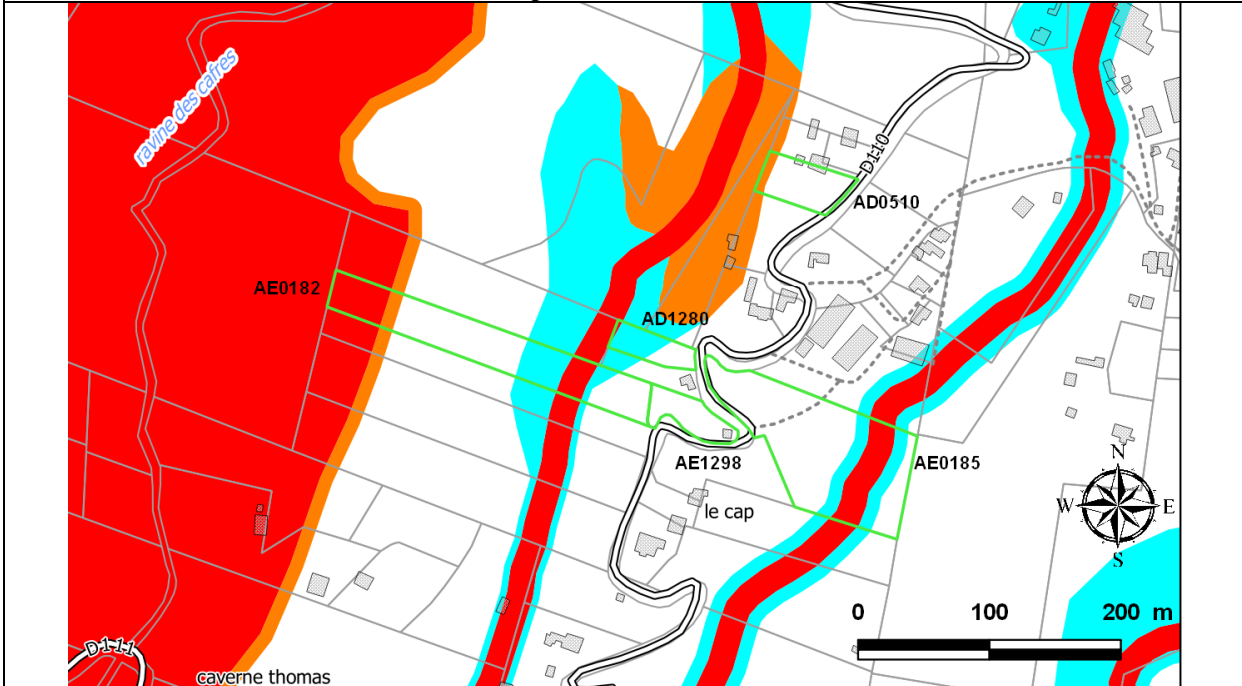 ravine des cafres
D110
AD0510
AE0182
AD1280
AE1298
AE0185
le cap
N
W E
S
0 100 200 m
D111
caverne thomas